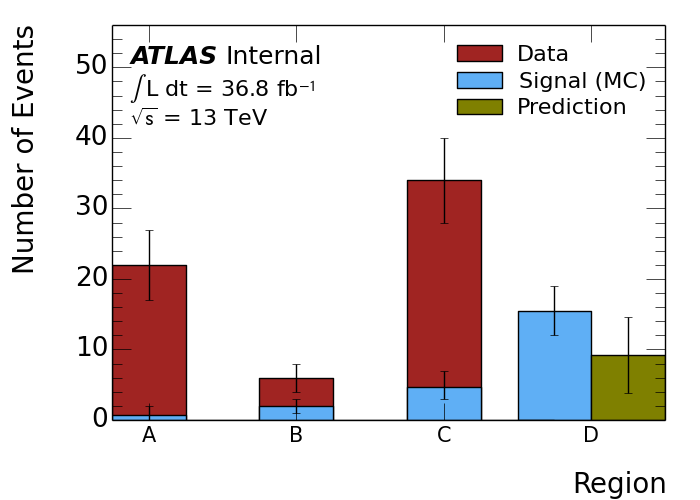 ATLAS Internal
∫L dt = 36.8 fb⁻¹
√s = 13 TeV
Data
Signal (MC)
Prediction
Number of Events
50
40
30
20
10
0
A B C D
Region